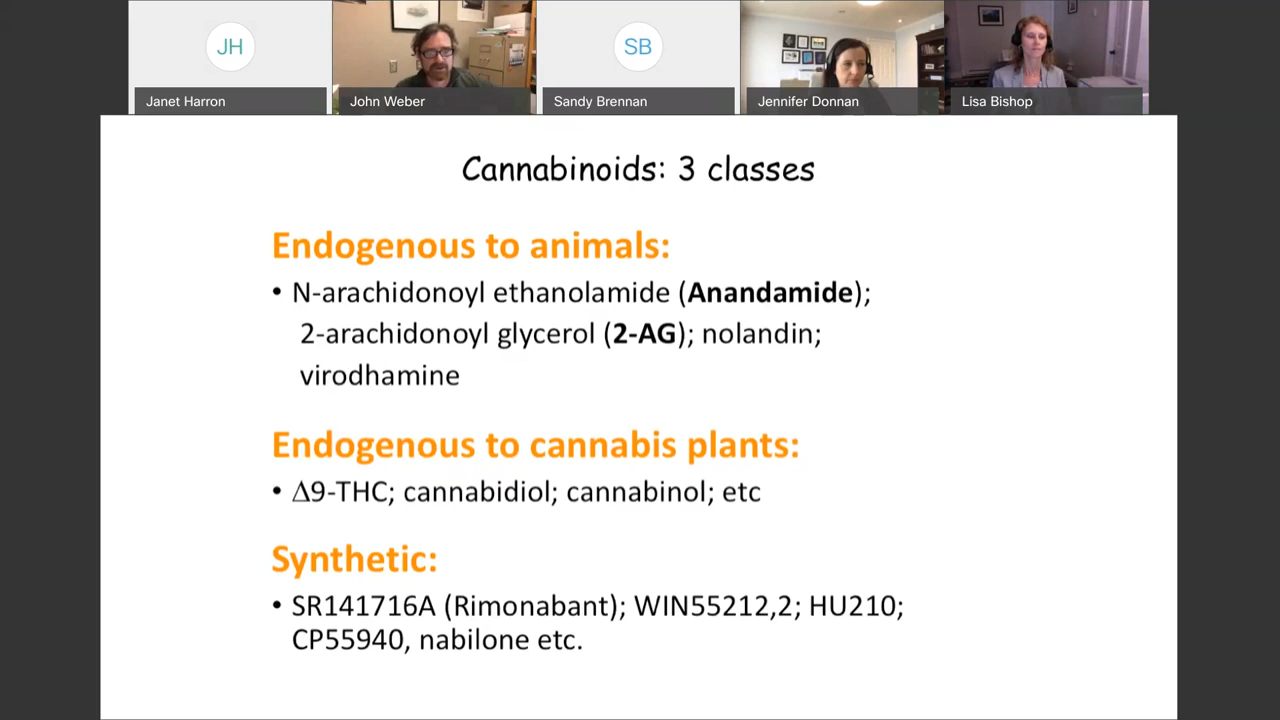 JH
SB
Janet Harron
John Weber
Sandy Brennan
Jennifer Donnan
Lisa Bishop
Cannabinoids: 3 classes
Endogenous to animals:
• N-arachidonoyl ethanolamide (Anandamide);
2-arachidonoyl glycerol (2-AG); nolandin;
virodhamine
Endogenous to cannabis plants:
• Δ9-THC; cannabidiol; cannabinol; etc
Synthetic:
• SR141716A (Rimonabant); WIN55212,2; HU210;
CP55940, nabilone etc.